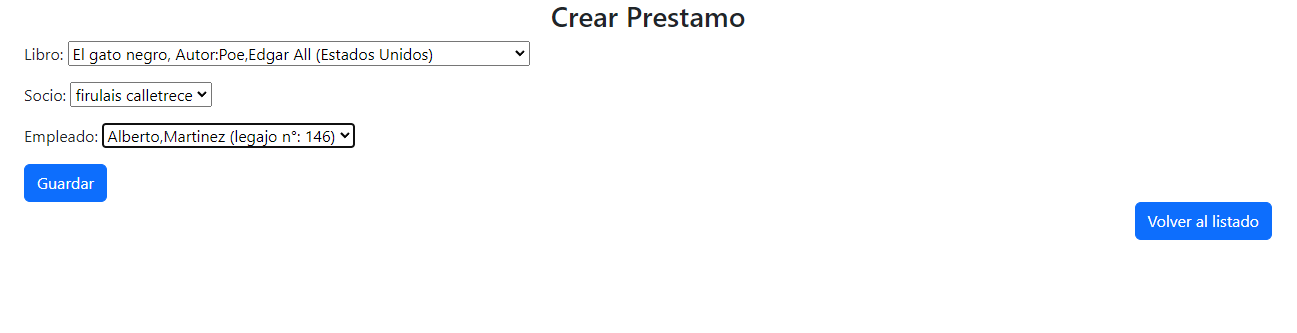 Crear Prestamo
Libro: El gato negro, Autor:Poe,Edgar All (Estados Unidos)
Socio: firulais calletrece
Empleado: Alberto,Martinez (legajo n°: 146)
Guardar
Volver al listado